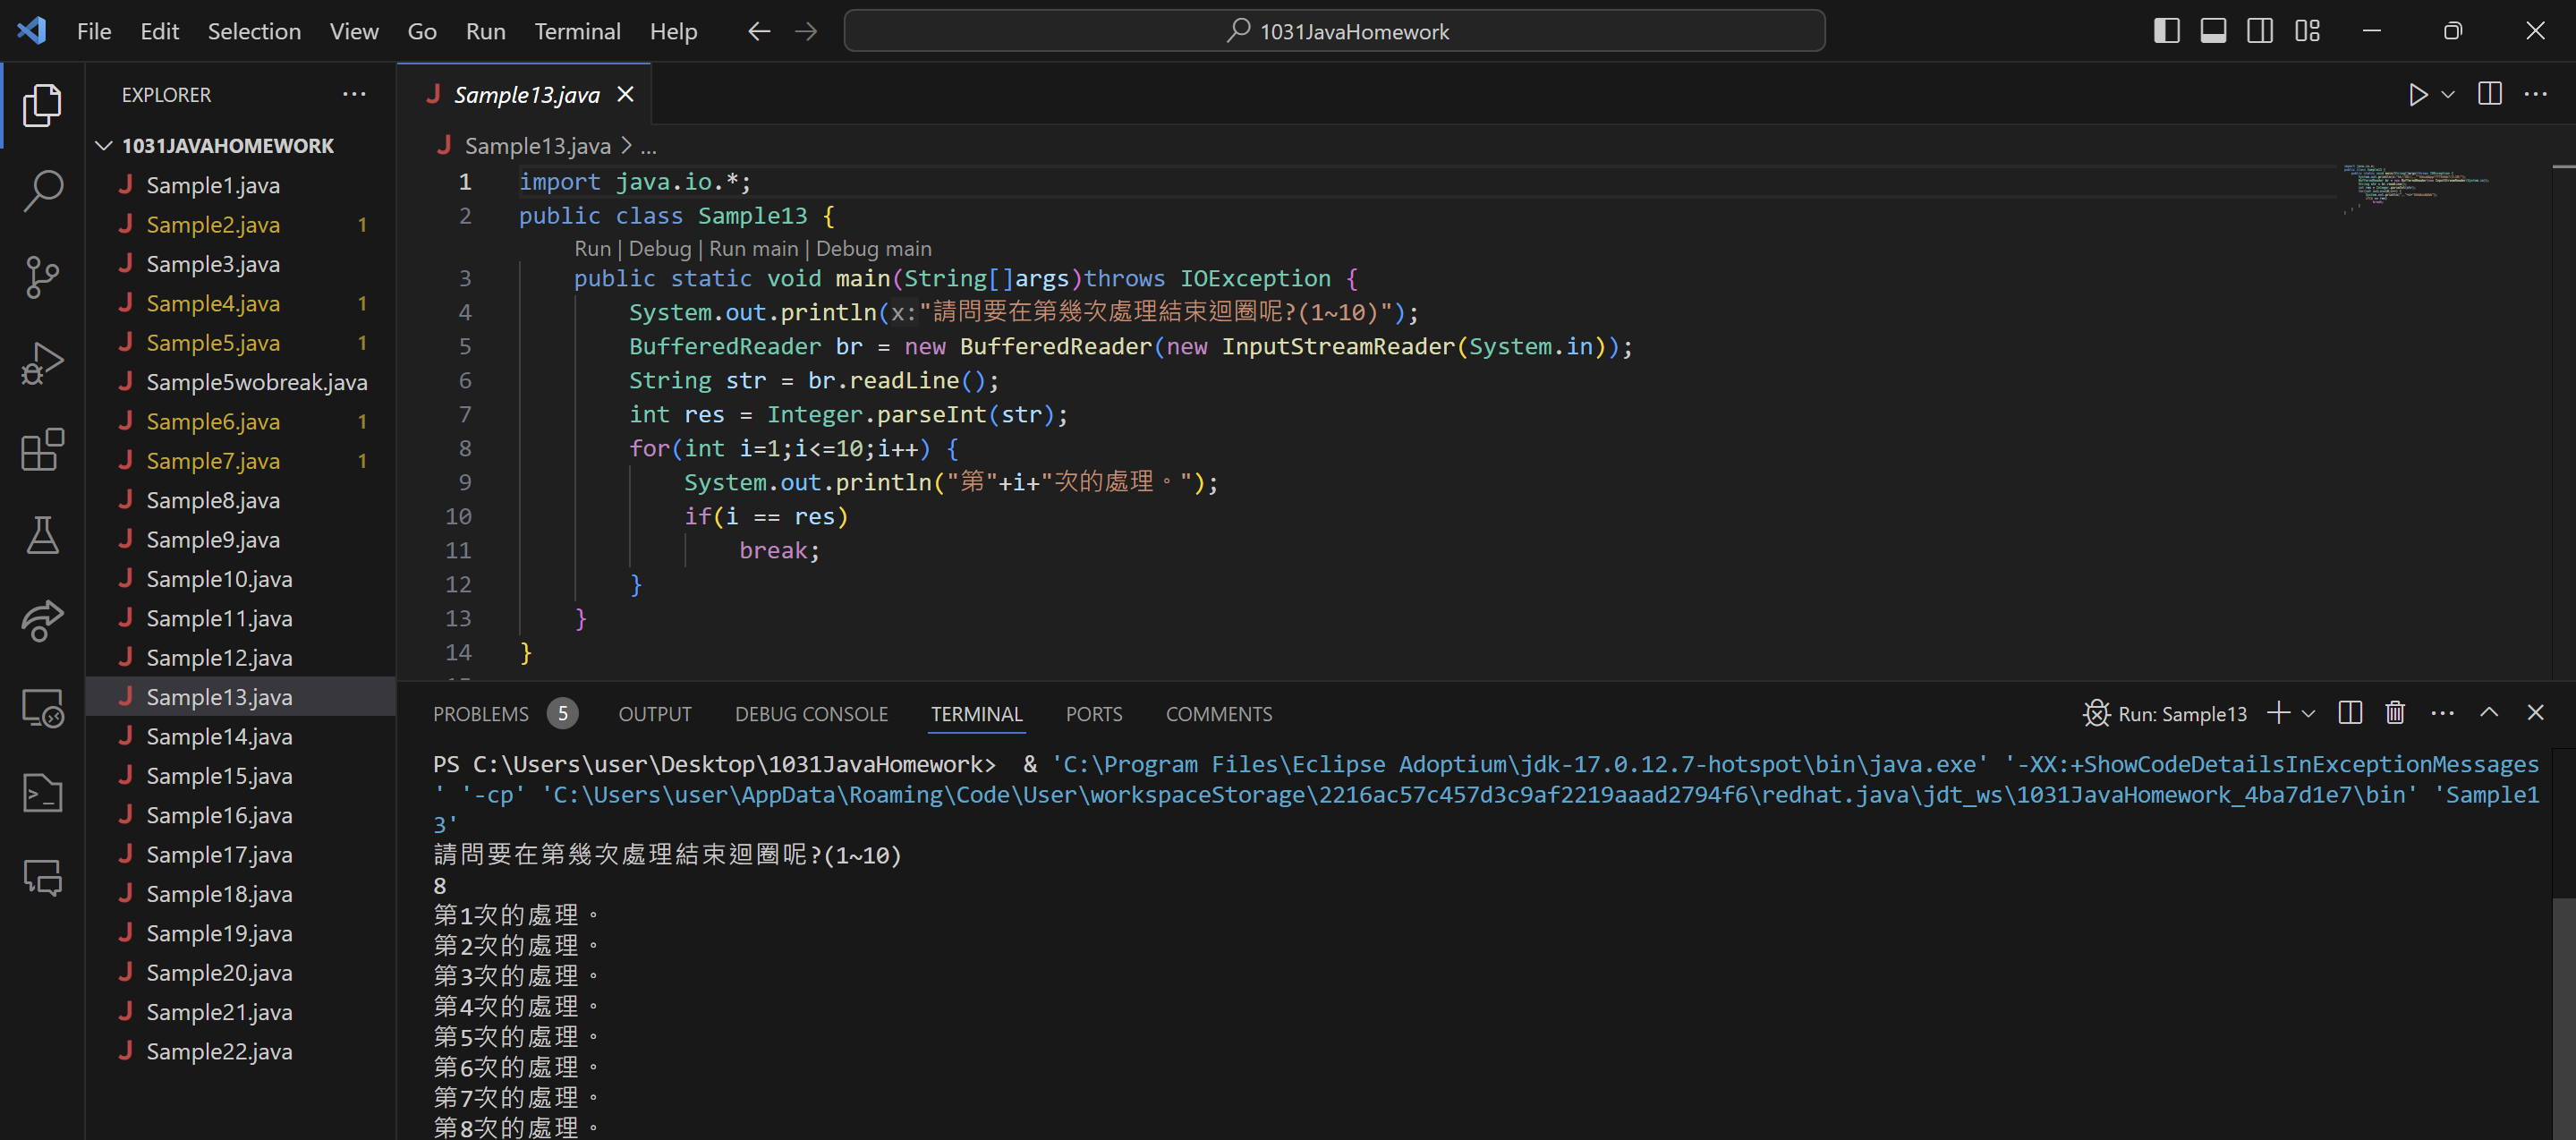 File Edit Selection View Go Run Terminal Help
1031JavaHomework
EXPLORER
1031JAVAHOMEWORK
Sample1.java
Sample2.java 1
Sample3.java
Sample4.java 1
Sample5.java 1
Sample5wobreak.java
Sample6.java 1
Sample7.java 1
Sample8.java
Sample9.java
Sample10.java
Sample11.java
Sample12.java
Sample13.java
Sample14.java
Sample15.java
Sample16.java
Sample17.java
Sample18.java
Sample19.java
Sample20.java
Sample21.java
Sample22.java
Sample13.java
Sample13.java > ...
1 import java.io.*;
2 public class Sample13 {
Run | Debug | Run main | Debug main
3 public static void main(String[]args)throws IOException {
4 System.out.println(x:"請問要在第幾次處理結束迴圈呢?(1~10)");
5 BufferedReader br = new BufferedReader(new InputStreamReader(System.in));
6 String str = br.readLine();
7 int res = Integer.parseInt(str);
8 for(int i=1;i<=10;i++) {
9 System.out.println("第"+i+"次的處理。");
10 if(i == res)
11 break;
12 }
13 }
14 }
PROBLEMS 5 OUTPUT DEBUG CONSOLE TERMINAL PORTS COMMENTS
Run: Sample13
PS C:\Users\user\Desktop\1031JavaHomework>  & 'C:\Program Files\Eclipse Adoptium\jdk-17.0.12.7-hotspot\bin\java.exe' '-XX:+ShowCodeDetailsInExceptionMessages
' '-cp' 'C:\Users\user\AppData\Roaming\Code\User\workspaceStorage\2216ac57c457d3c9af2219aaad2794f6\redhat.java\jdt_ws\1031JavaHomework_4ba7d1e7\bin' 'Sample1
3'
請問要在第幾次處理結束迴圈呢?(1~10)
8
第1次的處理。
第2次的處理。
第3次的處理。
第4次的處理。
第5次的處理。
第6次的處理。
第7次的處理。
第8次的處理。